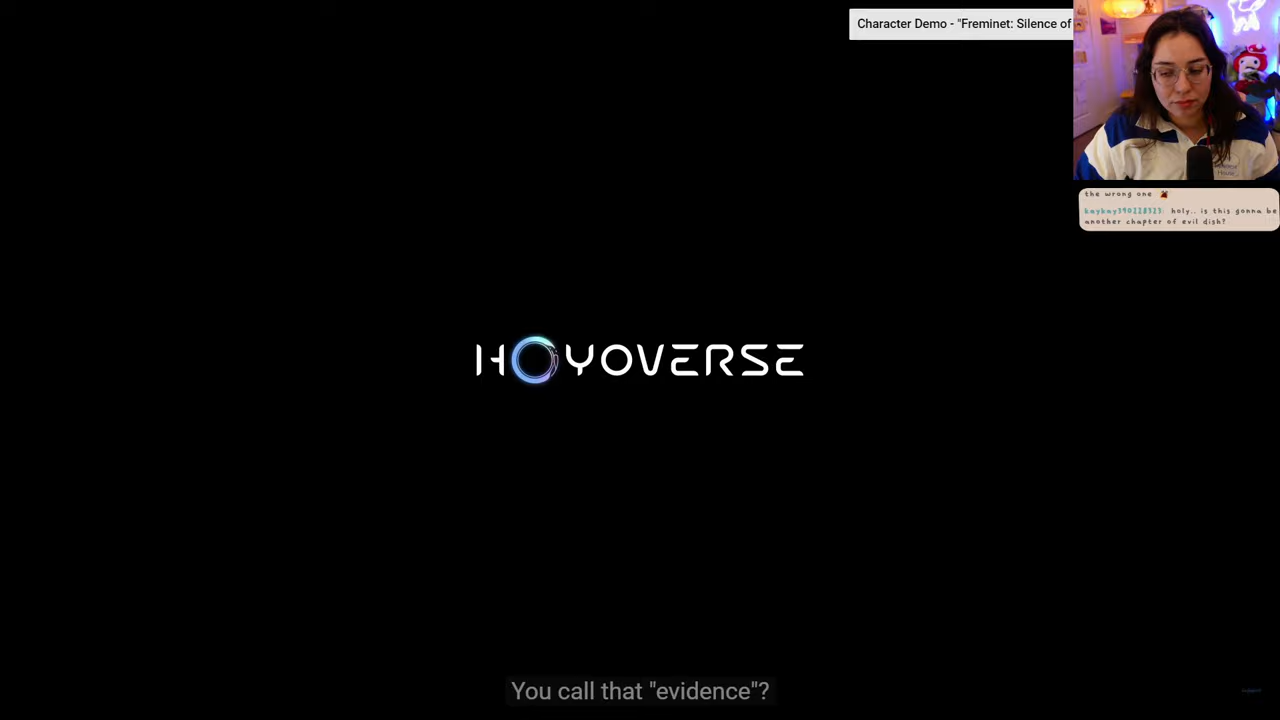 Character Demo - "Freminet: Silence of
the wrong one
kaykay390228323: holy.. is this gonna be
another chapter of evil dish?
HOYOVERSE
You call that "evidence"?